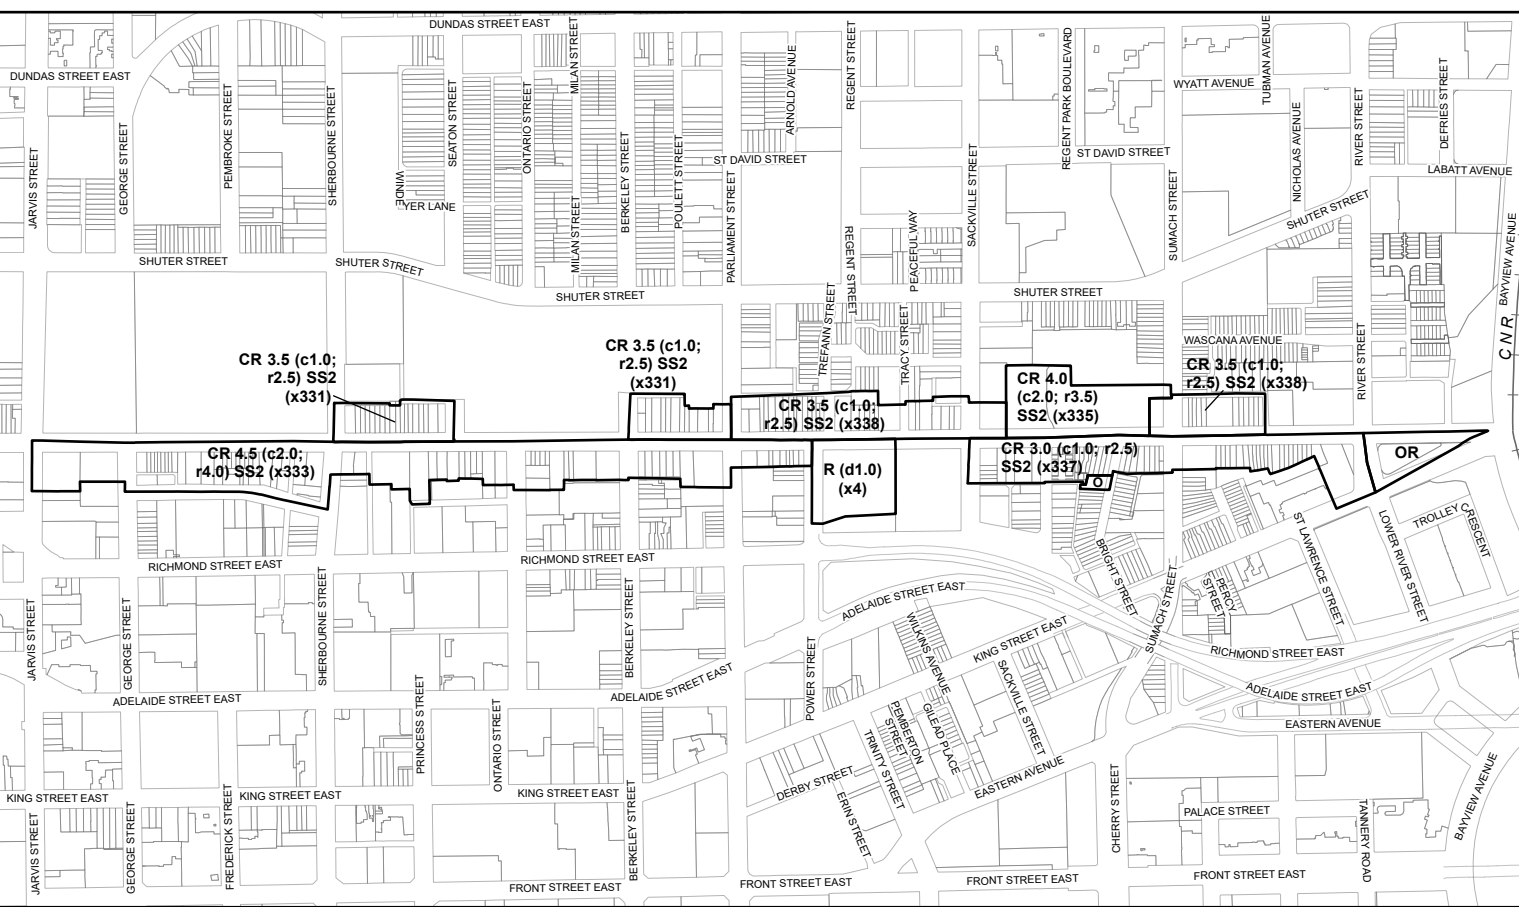 DUNDAS STREET EAST
DUNDAS STREET EAST
JARVIS STREET
GEORGE STREET
PEMBROKE STREET
SHERBOURNE STREET
SEATON STREET
WINDE
YER LANE
ONTARIO STREET
MILAN STREET
MILAN STREET
BERKELEY STREET
POULETT STREET
PARLIAMENT STREET
ST DAVID STREET
ARNOLD AVENUE
REGENT STREET
REGENT STREET
PEACEFUL WAY
SACKVILLE STREET
REGENT PARK BOULEVARD
ST DAVID STREET
SUMACH STREET
WYATT AVENUE
TUBMAN AVENUE
NICHOLAS AVENUE
RIVER STREET
DEFRIES STREET
LABATT AVENUE
SHUTER STREET
BAYVIEW AVENUE
CNR
SHUTER STREET
SHUTER STREET
SHUTER STREET
SHUTER STREET
TREFANN STREET
TRACY STREET
WASCANA AVENUE
RIVER STREET
CR 3.5 (c1.0;
r2.5) SS2
(x331)
CR 3.5 (c1.0;
r2.5) SS2
(x331)
CR 3.5 (c1.0;
r2.5) SS2 (x338)
CR 4.0
(c2.0; r3.5)
SS2 (x335)
CR 3.5 (c1.0;
r2.5) SS2 (x338)
CR 4.5 (c2.0;
r4.0) SS2 (x333)
R (d1.0)
(x4)
CR 3.0 (c1.0; r2.5)
SS2 (x337)
O
OR
RICHMOND STREET EAST
RICHMOND STREET EAST
ADELAIDE STREET EAST
BRIGHT STREET
SUMACH STREET
PERCY
STREET
ST LAWRENCE STREET
LOWER RIVER STREET
TROLLEY
CRESCENT
JARVIS STREET
GEORGE STREET
SHERBOURNE STREET
BERKELEY STREET
ADELAIDE STREET EAST
ADELAIDE STREET EAST
POWER STREET
WILKINS AVENUE
KING STREET EAST
SACKVILLE STREET
RICHMOND STREET EAST
ADELAIDE STREET EAST
EASTERN AVENUE
PRINCESS STREET
ONTARIO STREET
PEMBERTON
STREET
GILEAD PLACE
TRINITY STREET
DERBY STREET
ERIN STREET
EASTERN AVENUE
CHERRY STREET
PALACE STREET
TANNERY ROAD
BAYVIEW AVENUE
KING STREET EAST
KING STREET EAST
KING STREET EAST
JARVIS STREET
GEORGE STREET
FREDERICK STREET
BERKELEY STREET
FRONT STREET EAST
FRONT STREET EAST
FRONT STREET EAST
FRONT STREET EAST